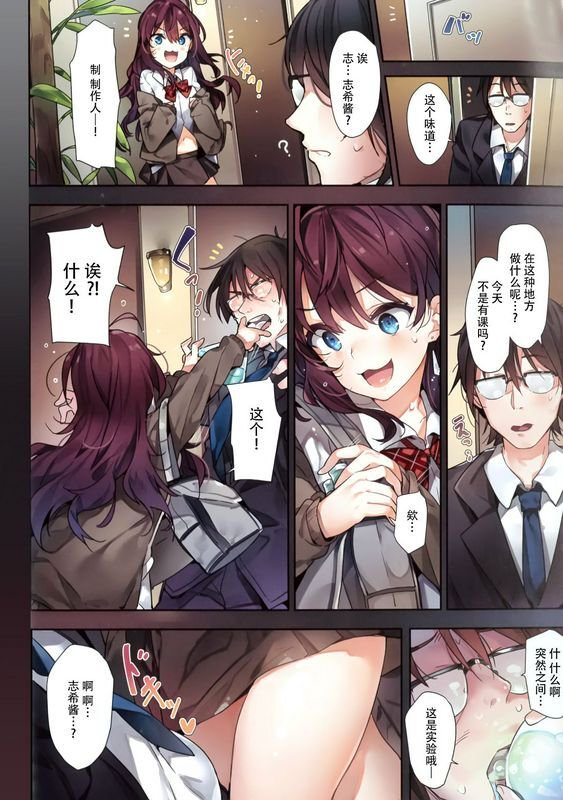 这个味道…
诶
志…志希酱?
制制作人—!
在这种地方
做什么呢…?
今天
不是有课吗?
欸…
诶?!
什么!
这个!
什什么啊
突然之间…
这是实验哦—
啊啊…
志希酱…?